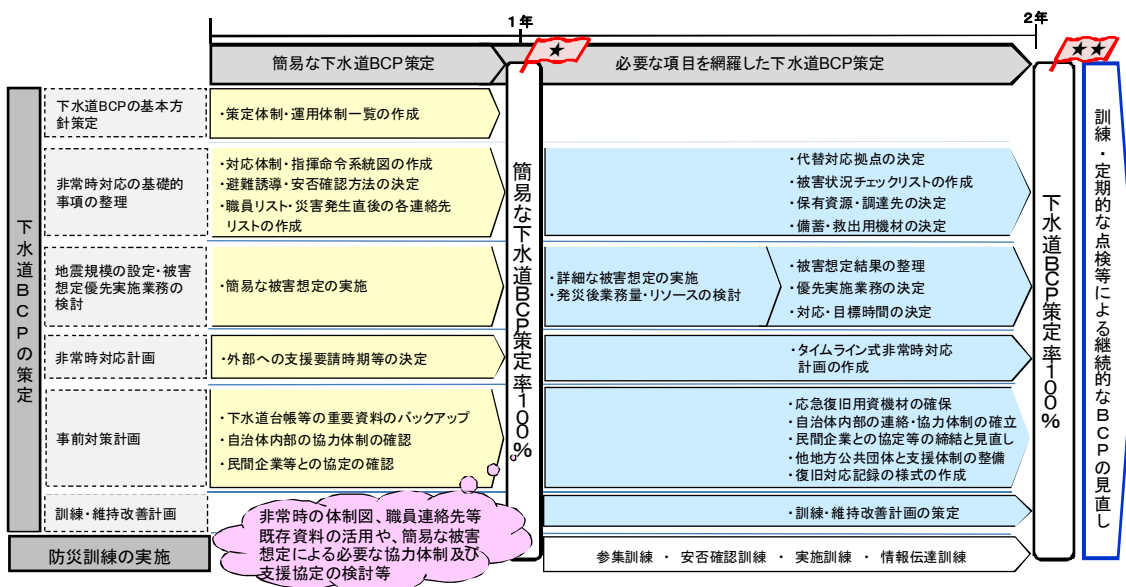 1年
2年
★
★★
簡易な下水道BCP策定
必要な項目を網羅した下水道BCP策定
下水道BCPの策定
下水道BCPの基本方
針策定
・策定体制・運用体制一覧の作成
非常時対応の基礎的
事項の整理
・対応体制・指揮命令系統図の作成
・避難誘導・安否確認方法の決定
・職員リスト・災害発生直後の各連絡先
リストの作成
・代替対応拠点の決定
・被害状況チェックリストの作成
・保有資源・調達先の決定
・備蓄・救出用機材の決定
地震規模の設定・被害
想定優先実施業務の
検討
・簡易な被害想定の実施
・詳細な被害想定の実施
・発災後業務量・リソースの検討
・被害想定結果の整理
・優先実施業務の決定
・対応・目標時間の決定
非常時対応計画
・外部への支援要請時期等の決定
・タイムライン式非常時対応
計画の作成
事前対策計画
・下水道台帳等の重要資料のバックアップ
・自治体内部の協力体制の確認
・民間企業等との協定の確認
・応急復旧用資機材の確保
・自治体内部の連絡・協力体制の確立
・民間企業との協定等の締結と見直し
・他地方公共団体と支援体制の整備
・復旧対応記録の様式の作成
訓練・維持改善計画
・訓練・維持改善計画の策定
非常時の体制図、職員連絡先等
既存資料の活用や、簡易な被害
想定による必要な協力体制及び
支援協定の検討等
防災訓練の実施
参集訓練 ・ 安否確認訓練 ・ 実施訓練 ・ 情報伝達訓練
簡易な下水道BCP策定率100%
下水道BCP策定率100%
訓練・定期的な点検等による継続的なBCPの見直し